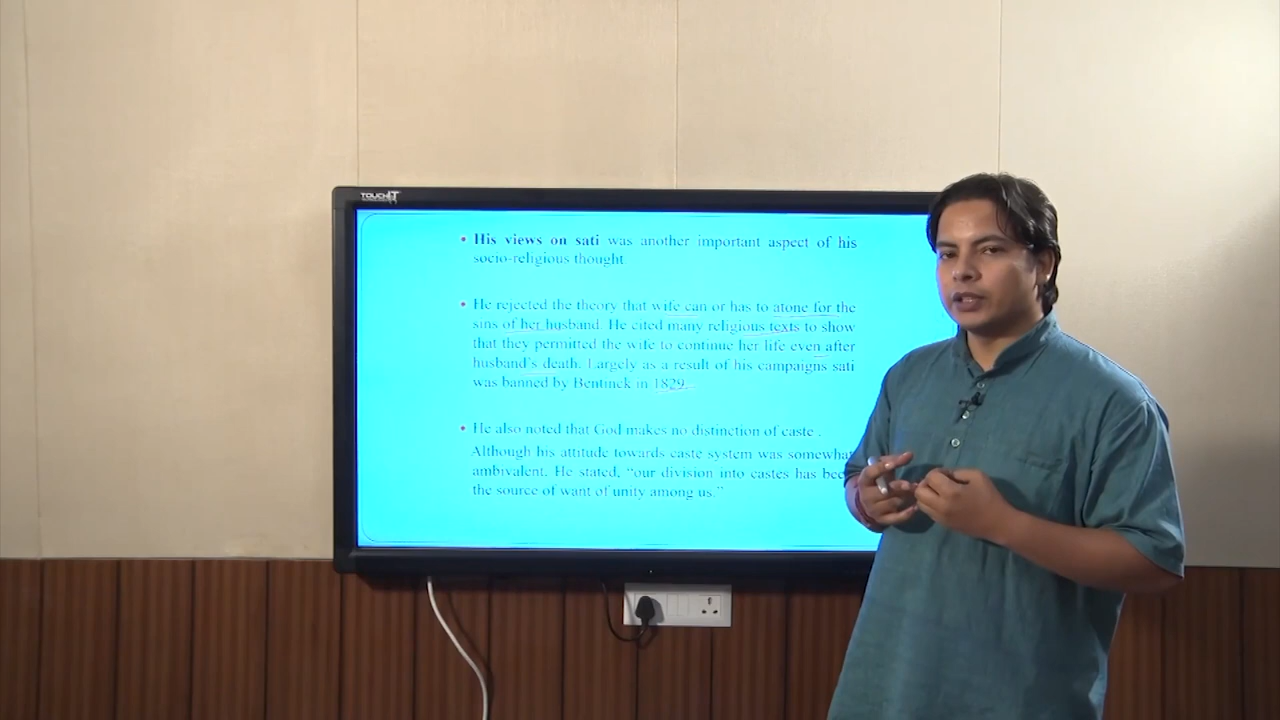 TOUCHIT
• His views on sati was another important aspect of his
socio-religious thought
• He rejected the theory that wife can or has to atone for the
sins of her husband. He cited many religious texts to show
that they permitted the wife to continue her life even after
husband's death. Largely as a result of his campaigns sati
was banned by Bentinck in 1829.
• He also noted that God makes no distinction of caste .
Although his attitude towards caste system was somewhat
ambivalent. He stated, “our division into castes has
the source of want of unity among us.”